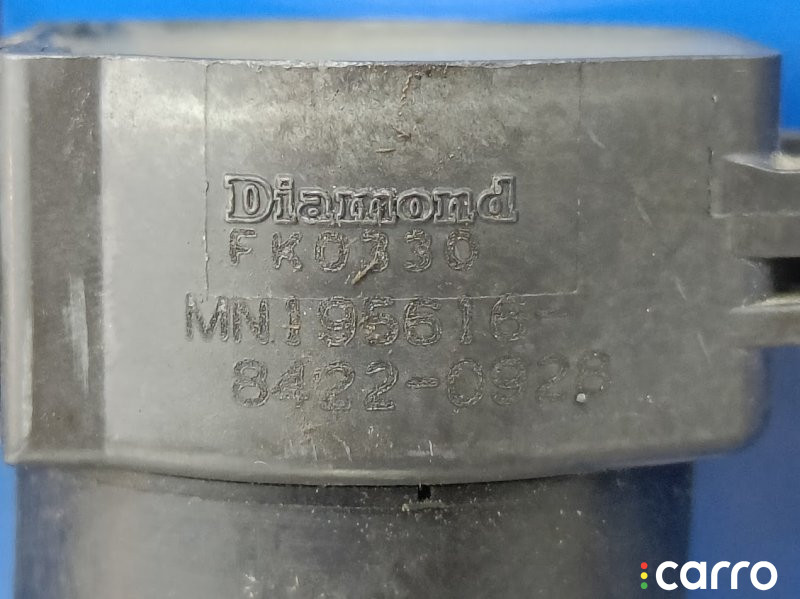 Diamond
FK0330
MN195616-
8422-0928
carro